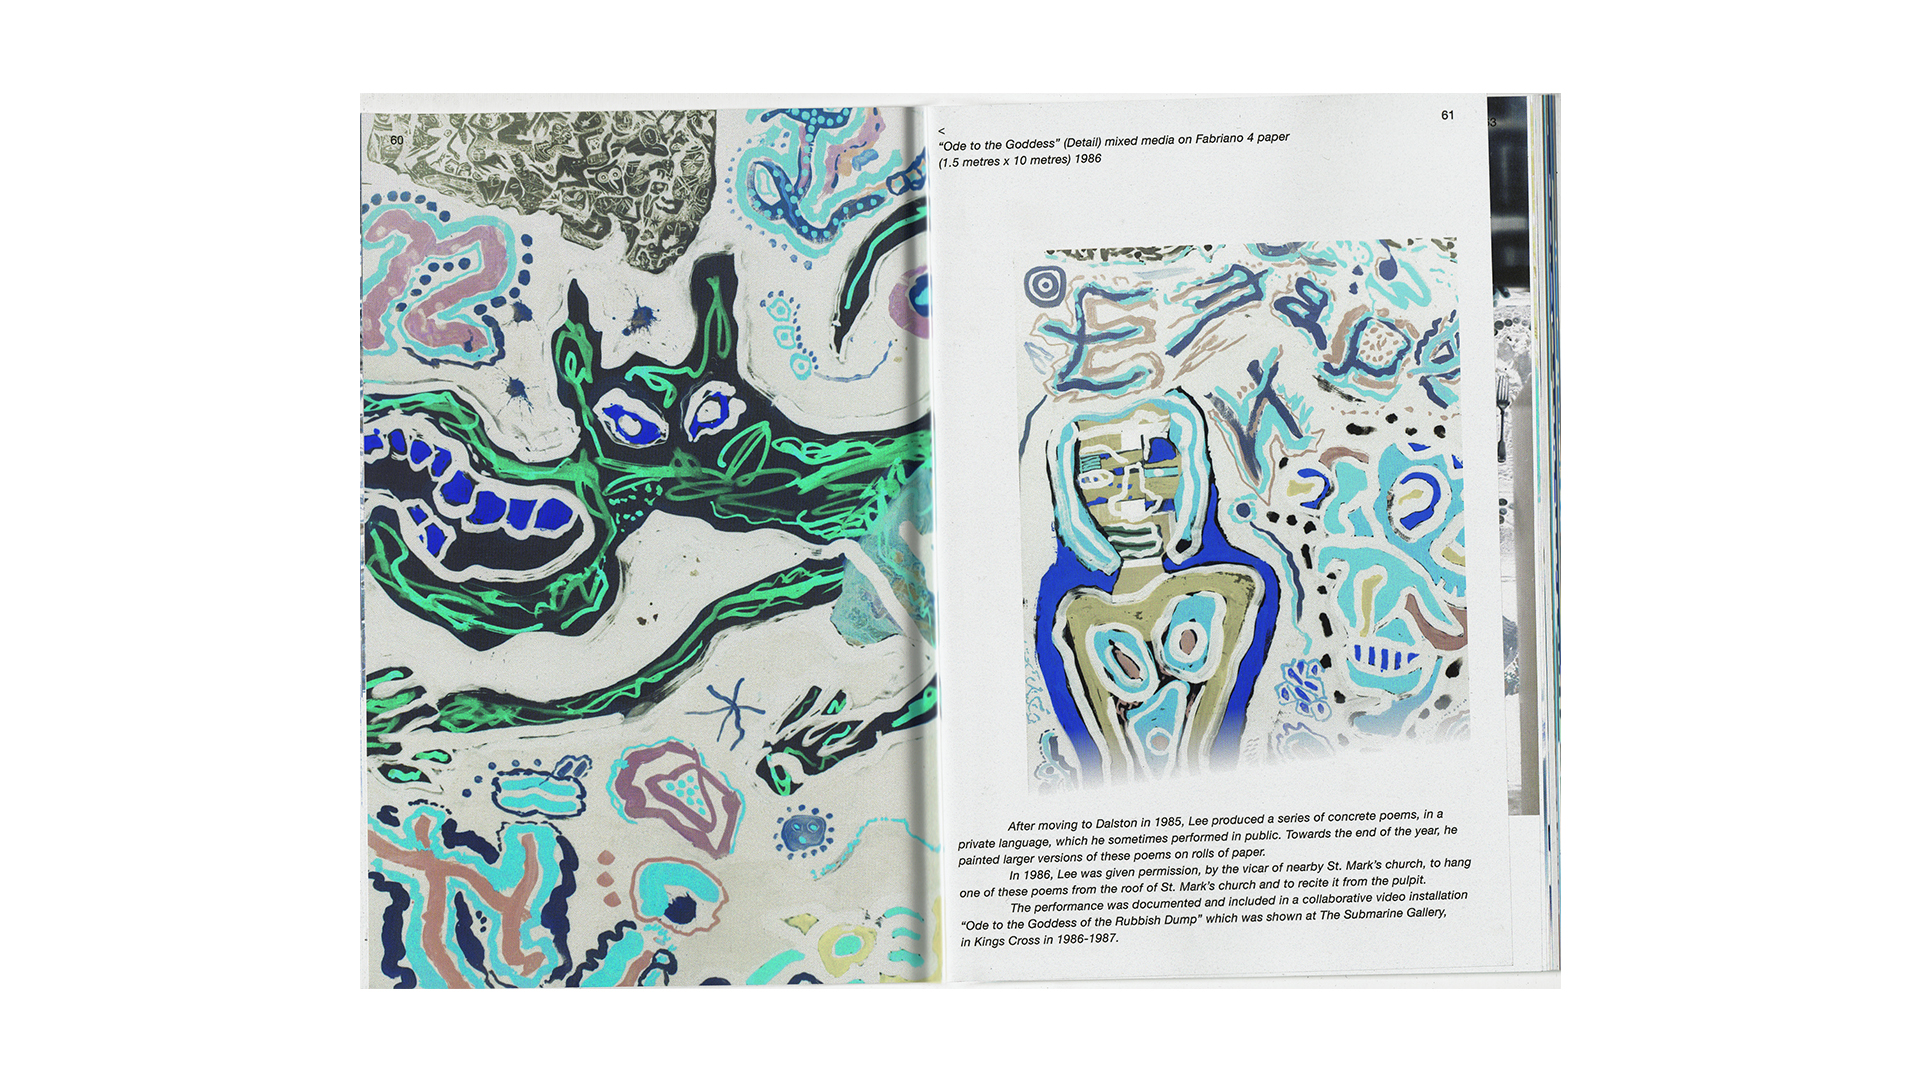 60
61
<
“Ode to the Goddess” (Detail) mixed media on Fabriano 4 paper
(1.5 metres x 10 metres) 1986
After moving to Dalston in 1985, Lee produced a series of concrete poems, in a
private language, which he sometimes performed in public. Towards the end of the year, he
painted larger versions of these poems on rolls of paper.
In 1986, Lee was given permission, by the vicar of nearby St. Mark’s church, to hang
one of these poems from the roof of St. Mark’s church and to recite it from the pulpit.
The performance was documented and included in a collaborative video installation
“Ode to the Goddess of the Rubbish Dump” which was shown at The Submarine Gallery,
in Kings Cross in 1986-1987.